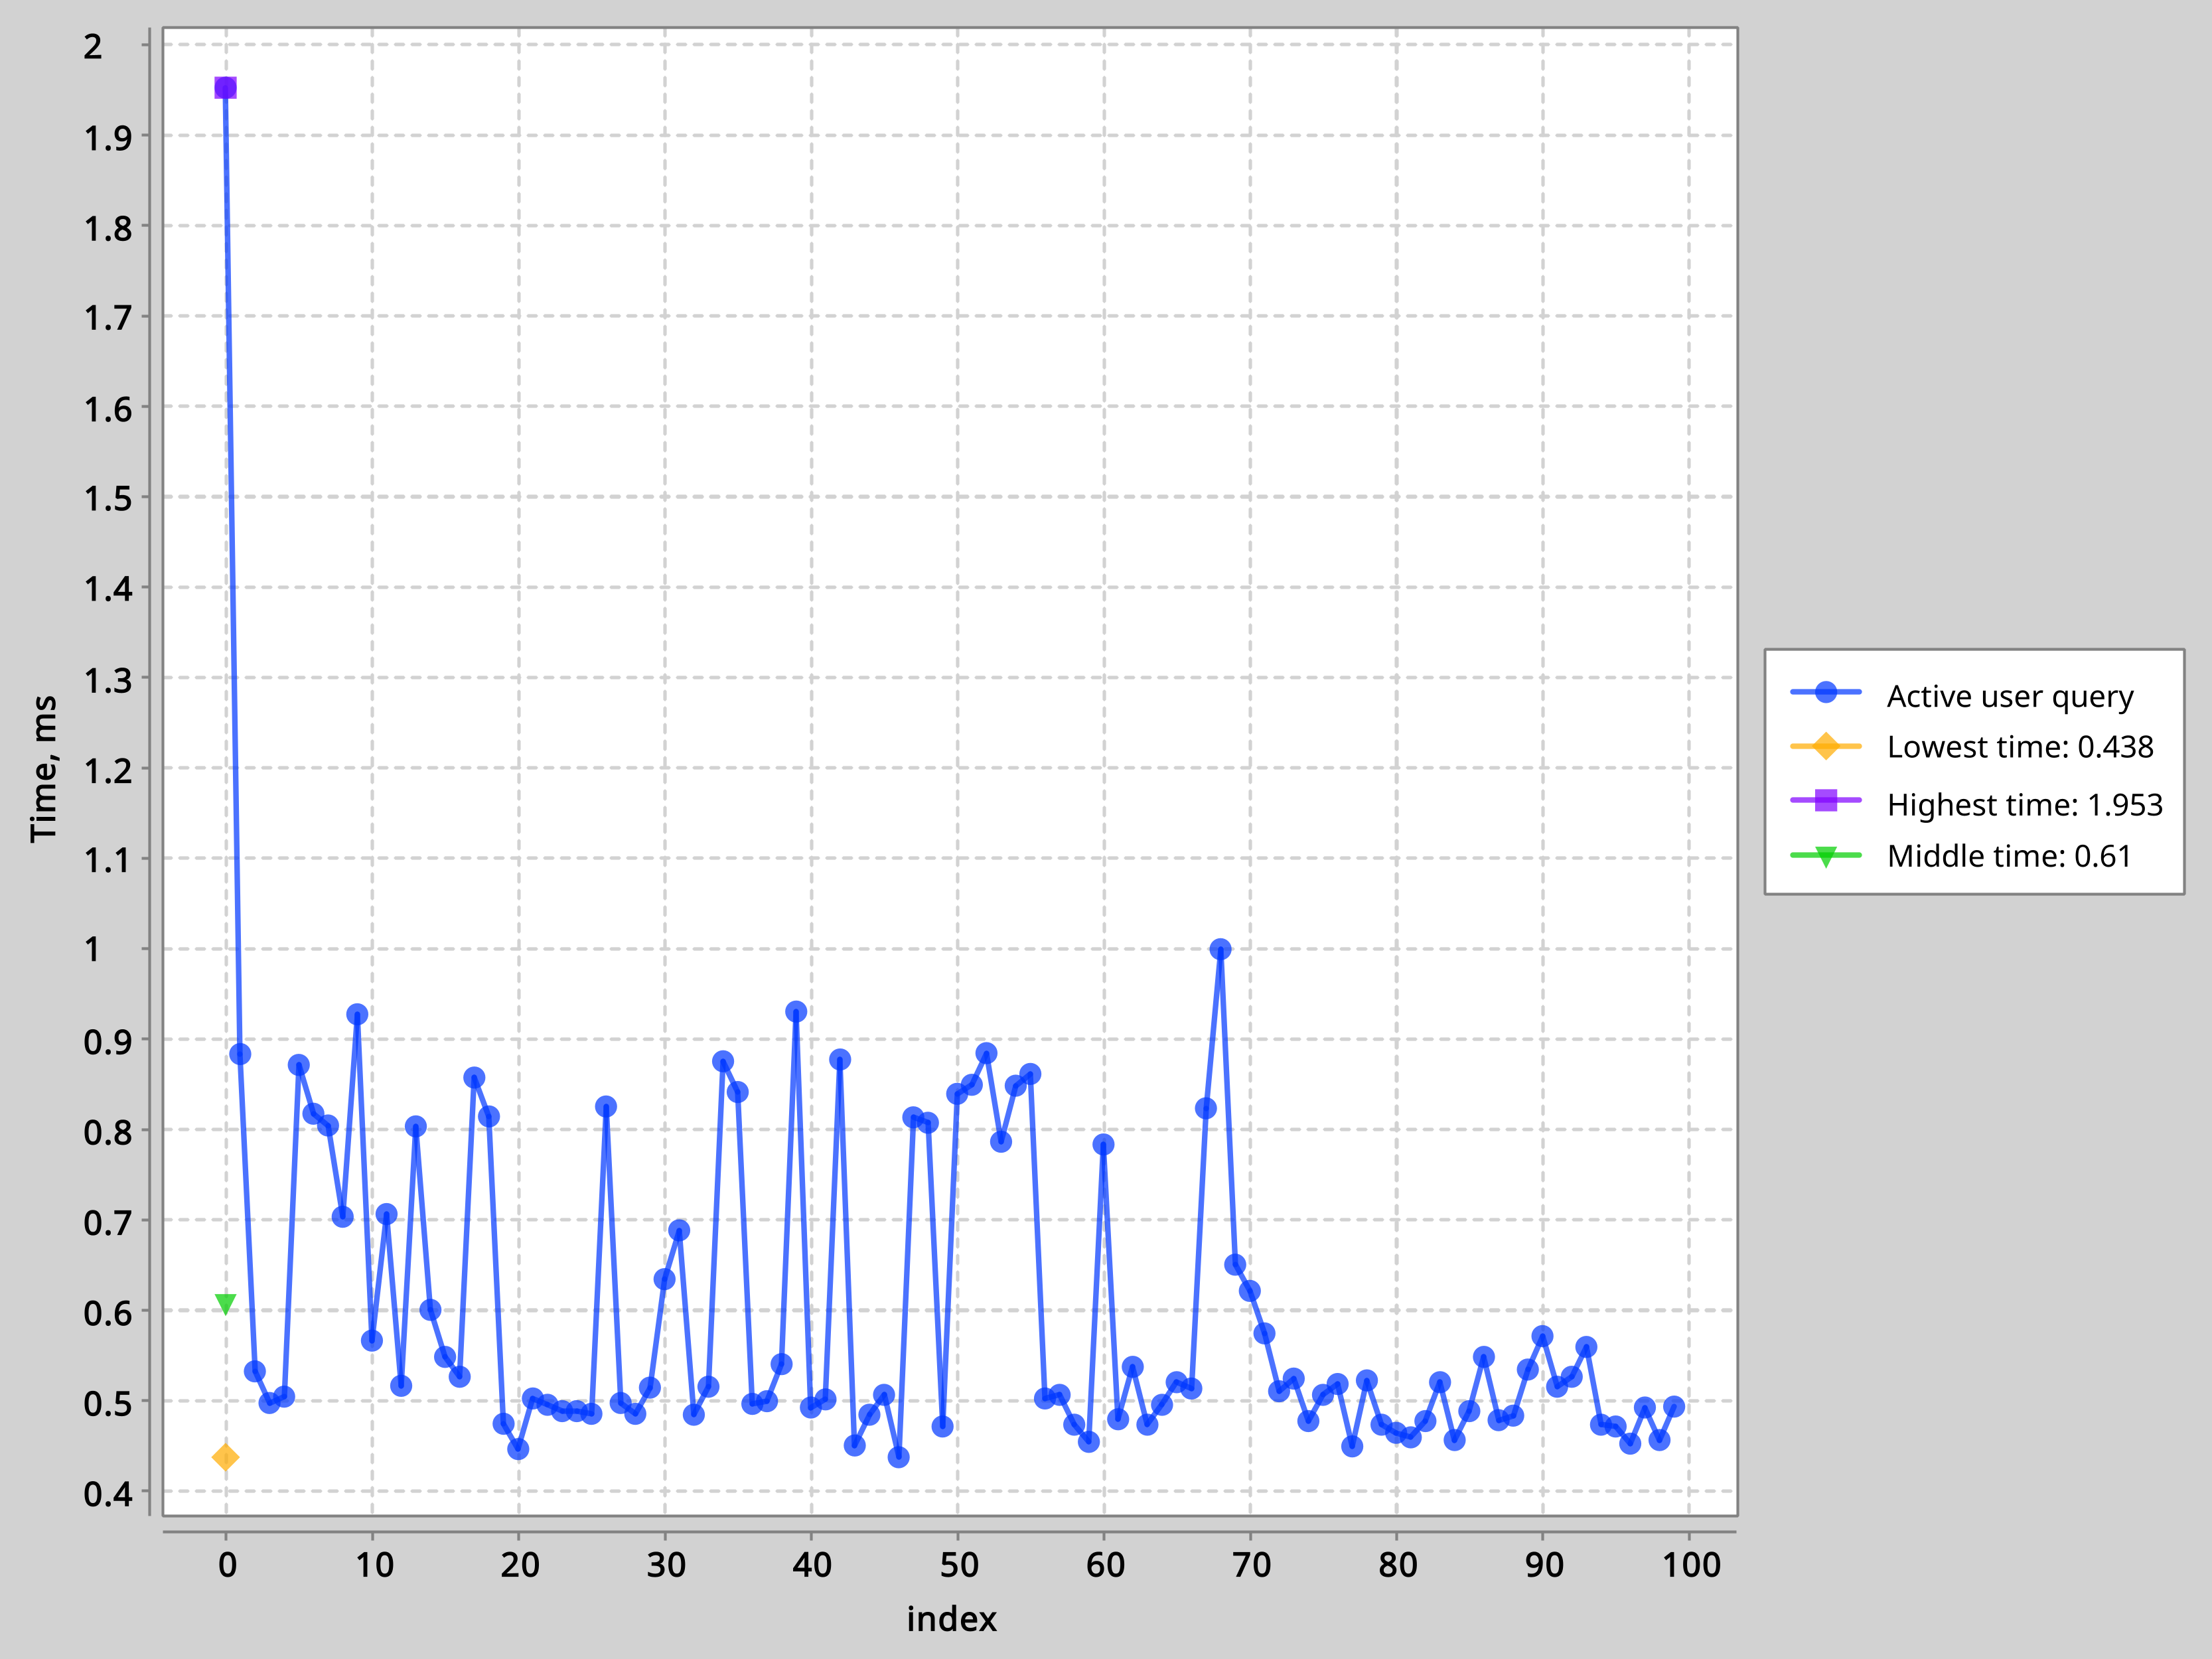 2
1.9
1.8
1.7
1.6
1.5
1.4
1.3
1.2
1.1
1
0.9
0.8
0.7
0.6
0.5
0.4
Time, ms
0 10 20 30 40 50 60 70 80 90 100
index
Active user query
Lowest time: 0.438
Highest time: 1.953
Middle time: 0.61